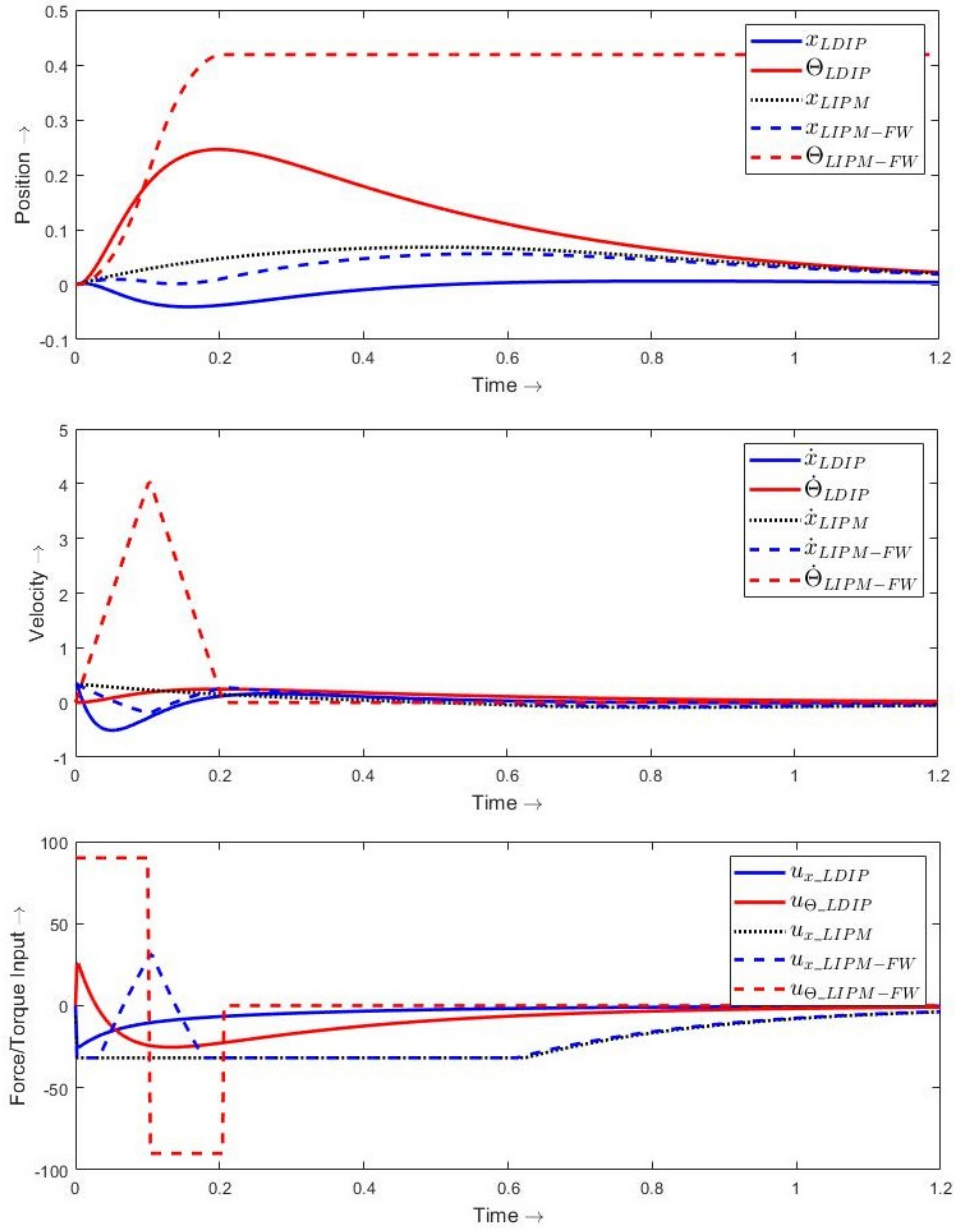 0.5
0.4
0.3
0.2
0.1
0
-0.1
Position →
0 0.2 0.4 0.6 0.8 1 1.2
Time →
x_LDIP
Θ_LDIP
x_LIPM
x_LIPM−FW
Θ_LIPM−FW
5
4
3
2
1
0
-1
Velocity →
0 0.2 0.4 0.6 0.8 1 1.2
Time →
ẋ_LDIP
Θ̇_LDIP
ẋ_LIPM
ẋ_LIPM−FW
Θ̇_LIPM−FW
100
50
0
-50
-100
Force/Torque Input →
0 0.2 0.4 0.6 0.8 1 1.2
Time →
u_x_LDIP
u_Θ_LDIP
u_x_LIPM
u_x_LIPM−FW
u_Θ_LIPM−FW